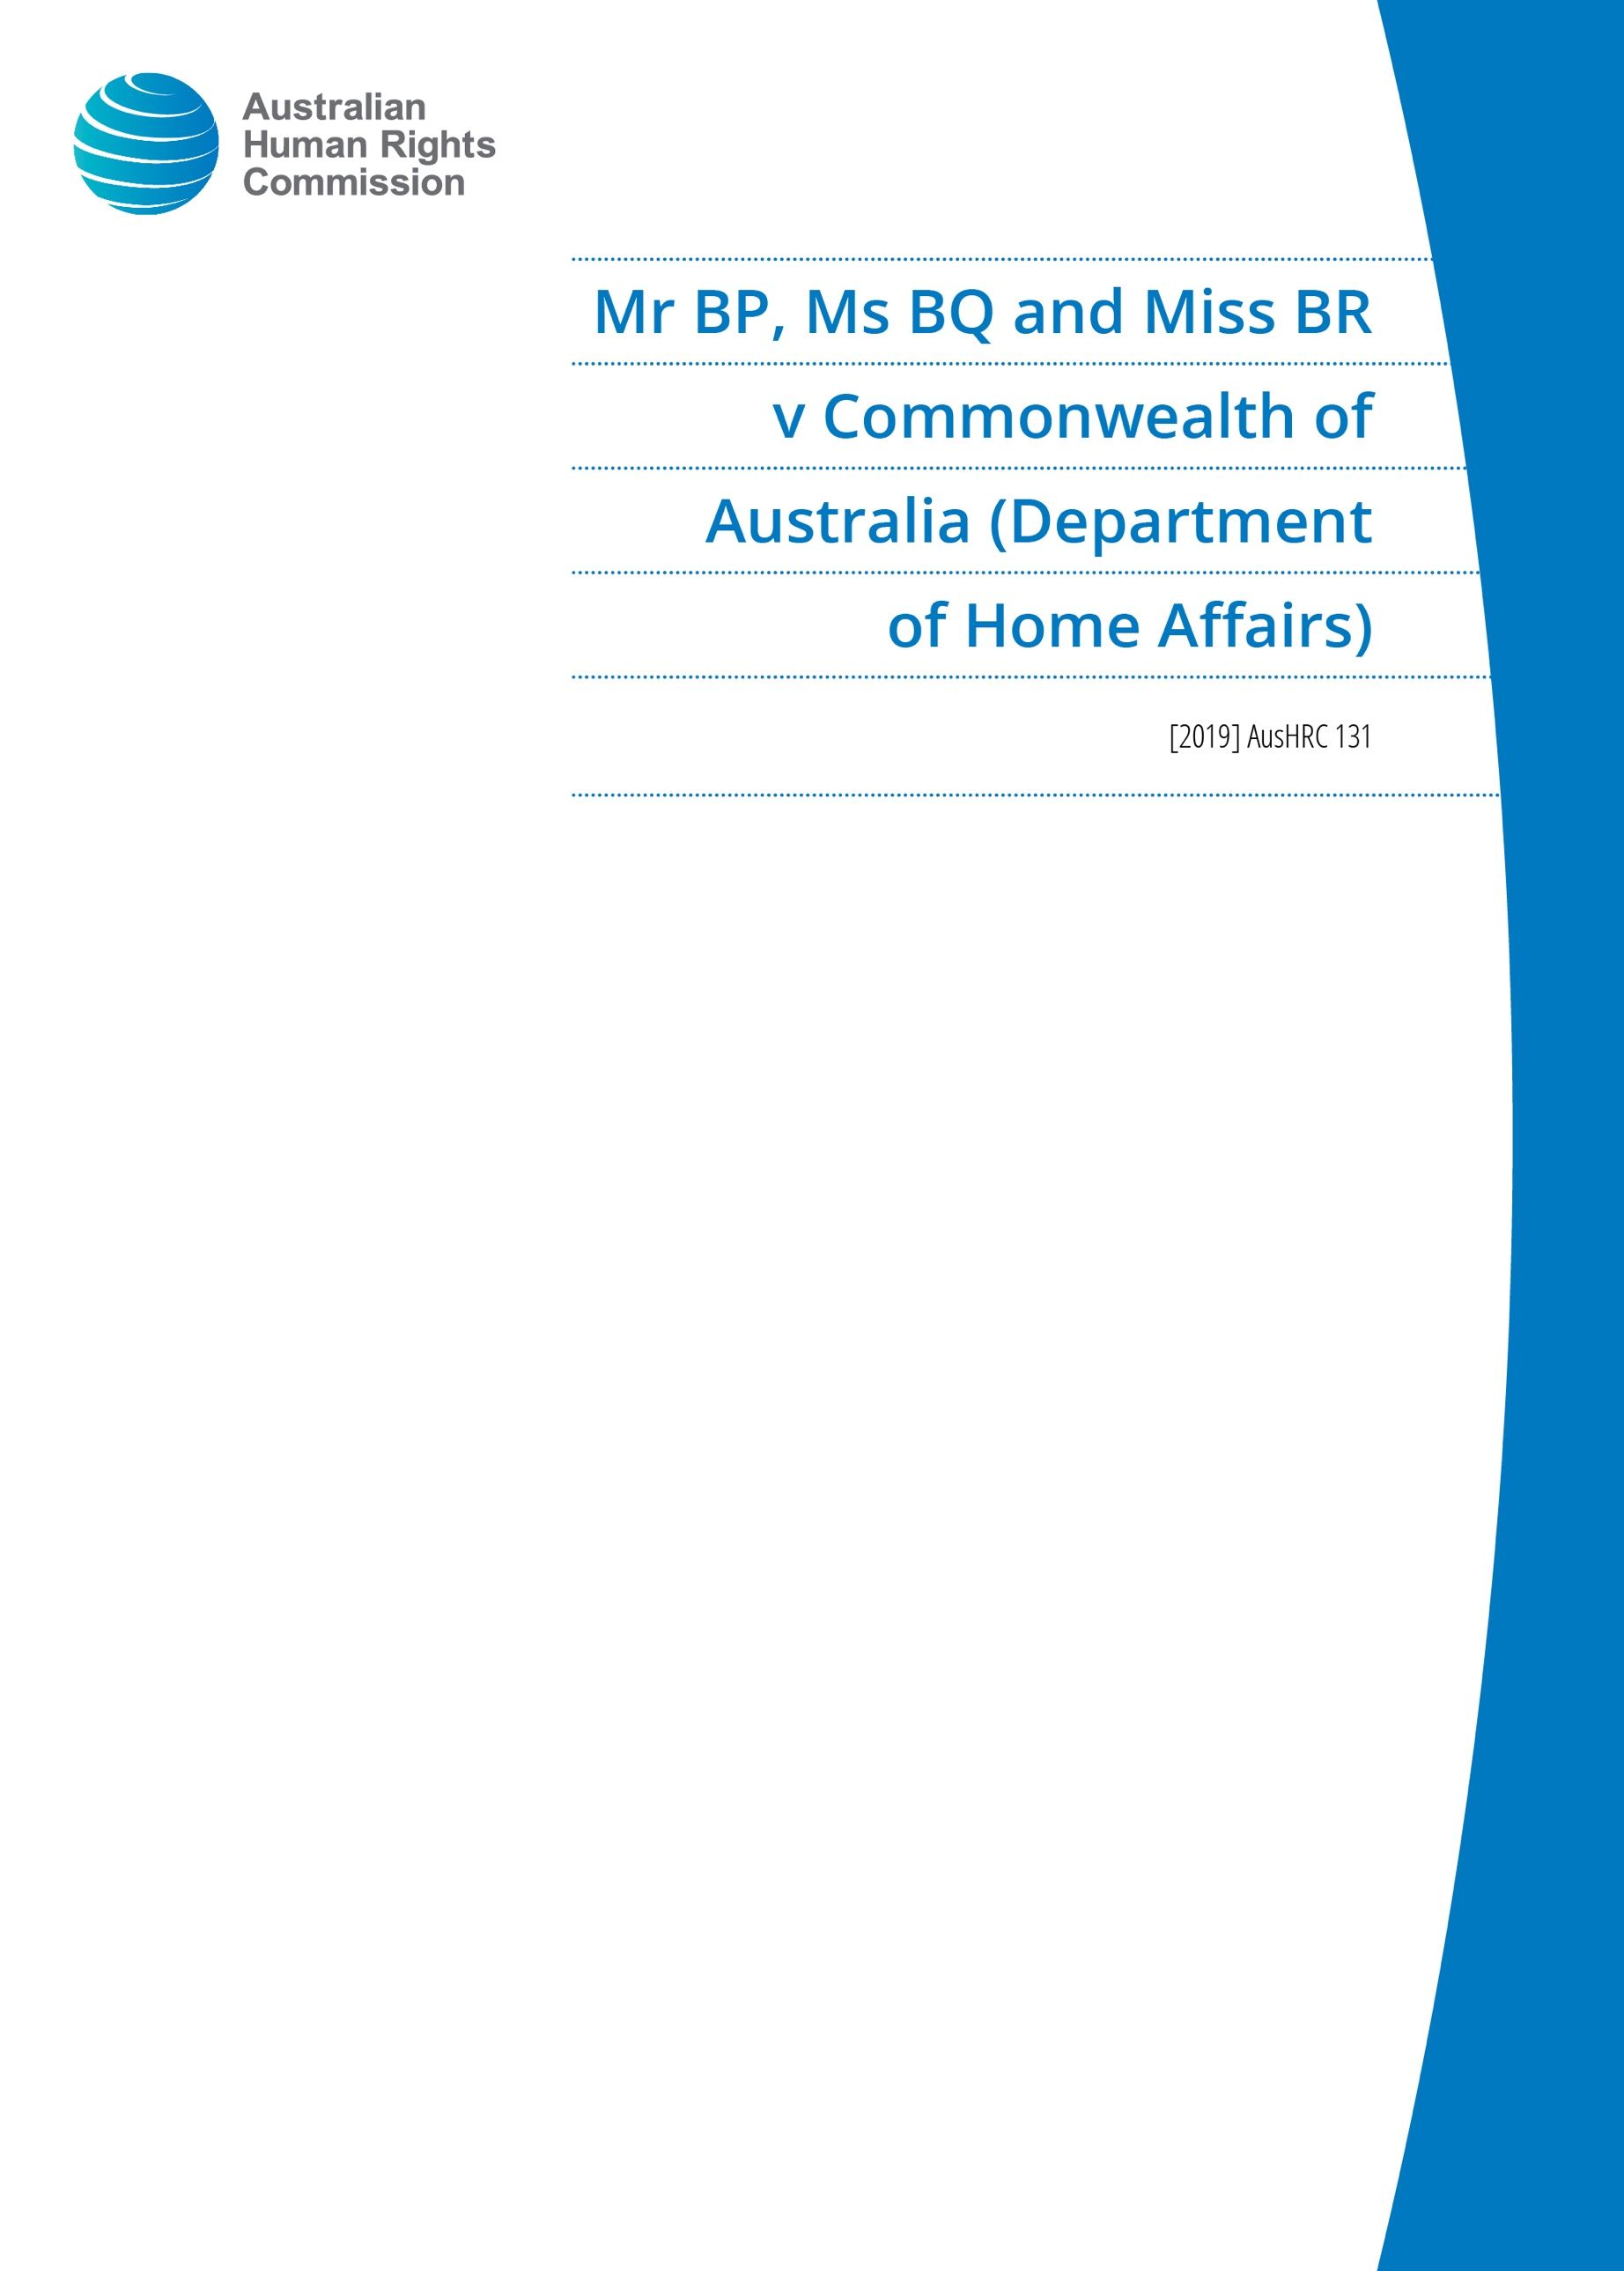 Australian
Human Rights
Commission
Mr BP, Ms BQ and Miss BR
v Commonwealth of
Australia (Department
of Home Affairs)
[2019] AusHRC 131